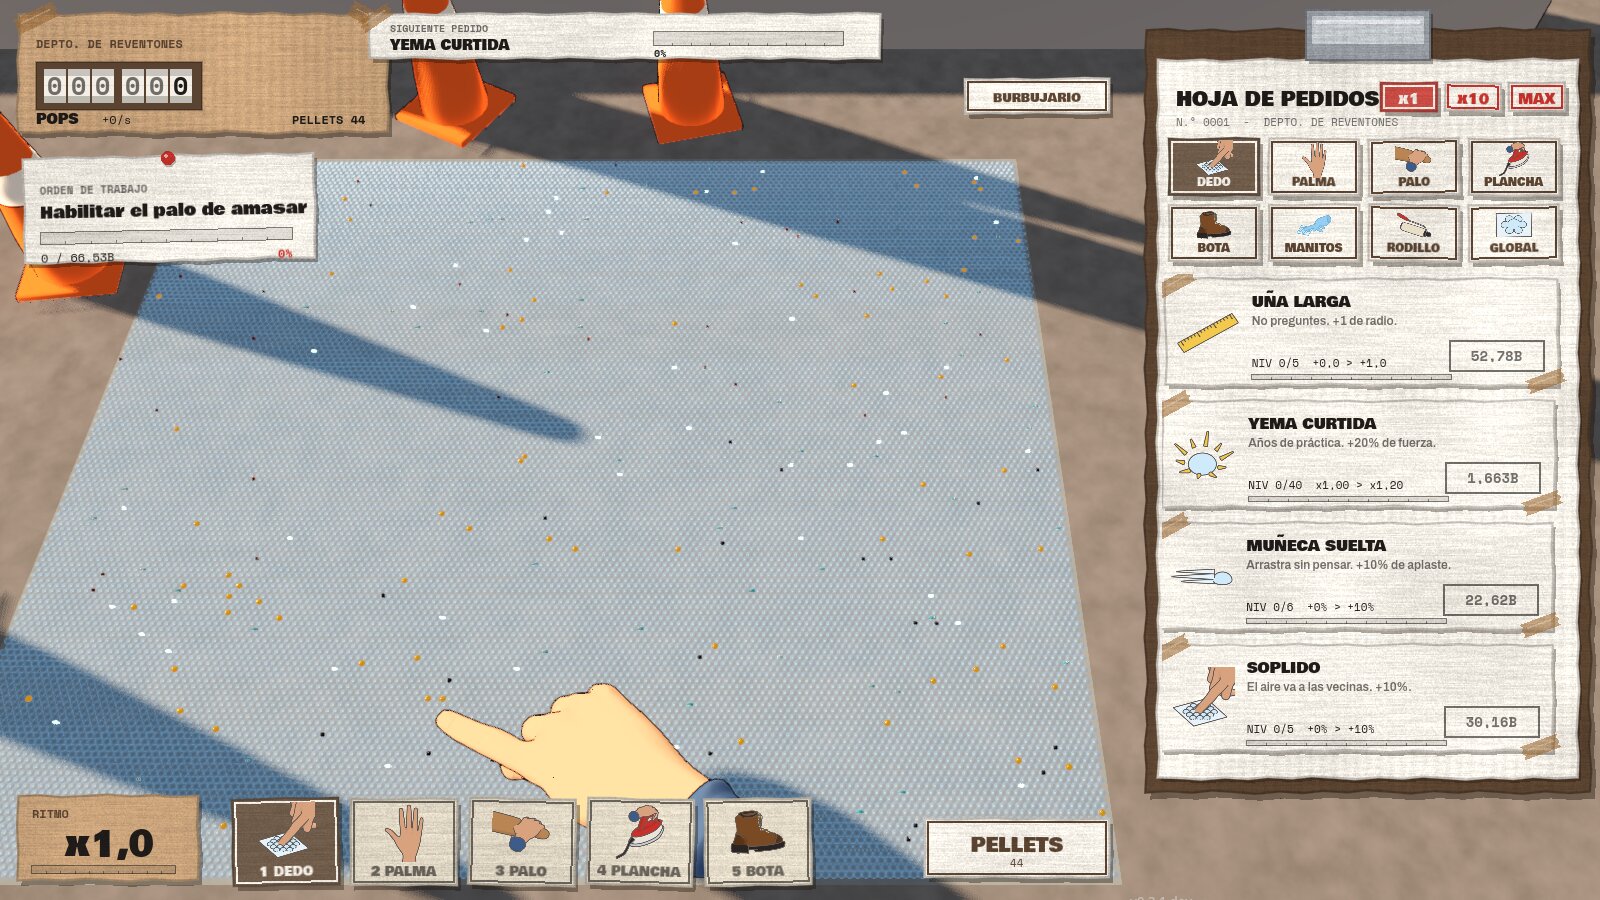 DEPTO. DE REVENTONES
000 000
POPS +0/s PELLETS 44
SIGUIENTE PEDIDO
YEMA CURTIDA
0%
BURBUJARIO
ORDEN DE TRABAJO
Habilitar el palo de amasar
0 / 66,53B 0%
HOJA DE PEDIDOS x1 x10 MAX
N.° 0001 - DEPTO. DE REVENTONES
DEDO PALMA PALO PLANCHA
BOTA MANITOS RODILLO GLOBAL
UÑA LARGA
No preguntes. +1 de radio.
NIV 0/5 +0,0 > +1,0 52,78B
YEMA CURTIDA
Años de práctica. +20% de fuerza.
NIV 0/40 x1,00 > x1,20 1,663B
MUÑECA SUELTA
Arrastra sin pensar. +10% de aplaste.
NIV 0/6 +0% > +10% 22,62B
SOPLIDO
El aire va a las vecinas. +10%.
NIV 0/5 +0% > +10% 30,16B
RITMO
x1,0
1 DEDO 2 PALMA 3 PALO 4 PLANCHA 5 BOTA
PELLETS
44